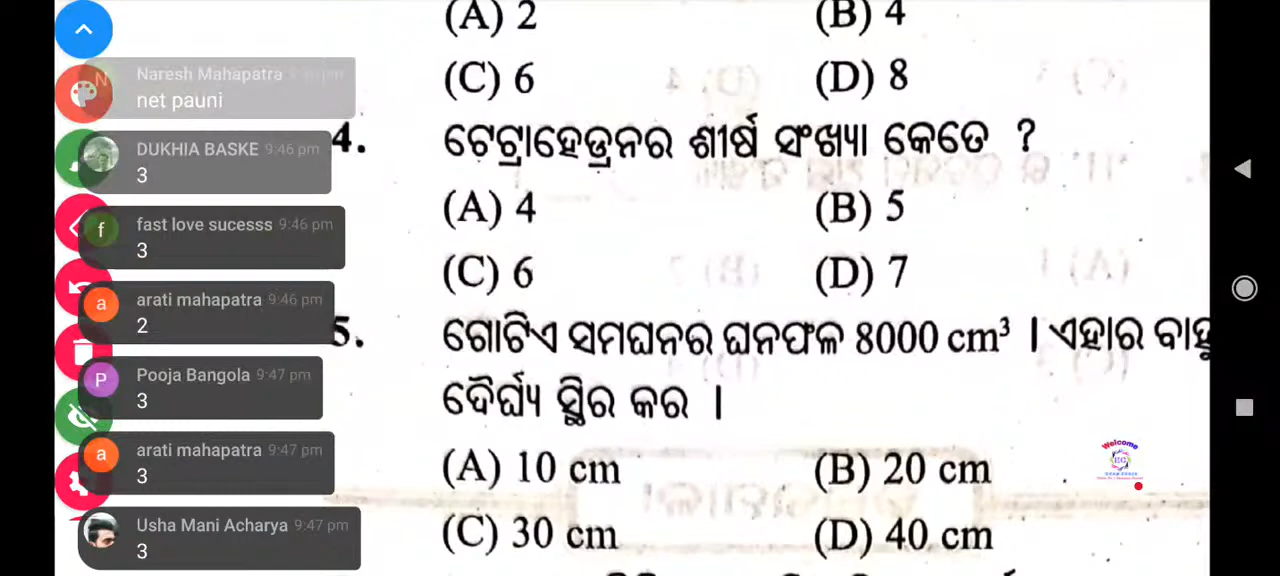 (A) 2 (B) 4
Naresh Mahapatra
net pauni
(C) 6 (D) 8
DUKHIA BASKE 9:46 pm
3
4. ଟେଟ୍ରାହେଡ୍ରନର ଶୀର୍ଷ ସଂଖ୍ୟା କେତେ ?
fast love sucesss 9:46 pm
3
(A) 4 (B) 5
(C) 6 (D) 7
arati mahapatra 9:46 pm
2
5. ଗୋଟିଏ ସମଘନର ଘନଫଳ 8000 cm³ । ଏହାର ବାହୁ
Pooja Bangola 9:47 pm
3
ଦୈର୍ଘ୍ୟ ସ୍ଥିର କର ।
arati mahapatra 9:47 pm
3
(A) 10 cm (B) 20 cm
Welcome
Usha Mani Acharya 9:47 pm
3
(C) 30 cm (D) 40 cm